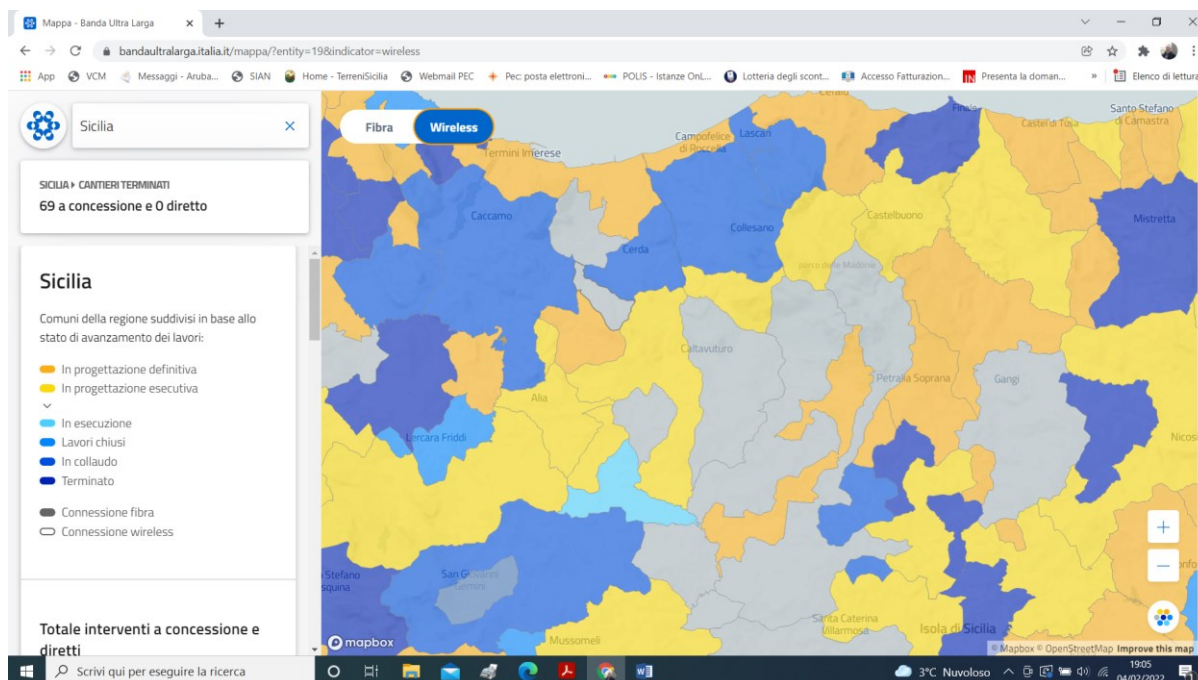 Mappa - Banda Ultra Larga
bandaultralarga.italia.it/mappa/?entity=19&indicator=wireless
App VCM Messaggi - Aruba... SIAN Home - TerreniSicilia Webmail PEC Pec: posta elettroni... POLIS - Istanze OnL... Lotteria degli scont... Accesso Fatturazion... Presenta la doman... » Elenco di lettura
Sicilia
Fibra Wireless
SICILIA CANTIERI TERMINATI
69 a concessione e 0 diretto
Sicilia
Comuni della regione suddivisi in base allo
stato di avanzamento dei lavori:
In progettazione definitiva
In progettazione esecutiva
In esecuzione
Lavori chiusi
In collaudo
Terminato
Connessione fibra
Connessione wireless
Totale interventi a concessione e
diretti
Cefalù
Finale
Santo Stefano
di Camastra
Castel di Tusa
Campofelice
di Roccella
Lascari
Termini Imerese
Caccamo
Castelbuono
Mistretta
Collesano
Cerda
parco delle Madonie
Caltavuturo
Petralia Soprana
Gangi
Alia
Lercara Friddi
Nicos
Stefano
squina
San Giovanni
Gemini
Santa Caterina
Villarmosa
Isola di Sicilia
Mussomeli
mapbox
© Mapbox © OpenStreetMap Improve this map
Scrivi qui per eseguire la ricerca
3°C Nuvoloso
19:05
04/02/2022